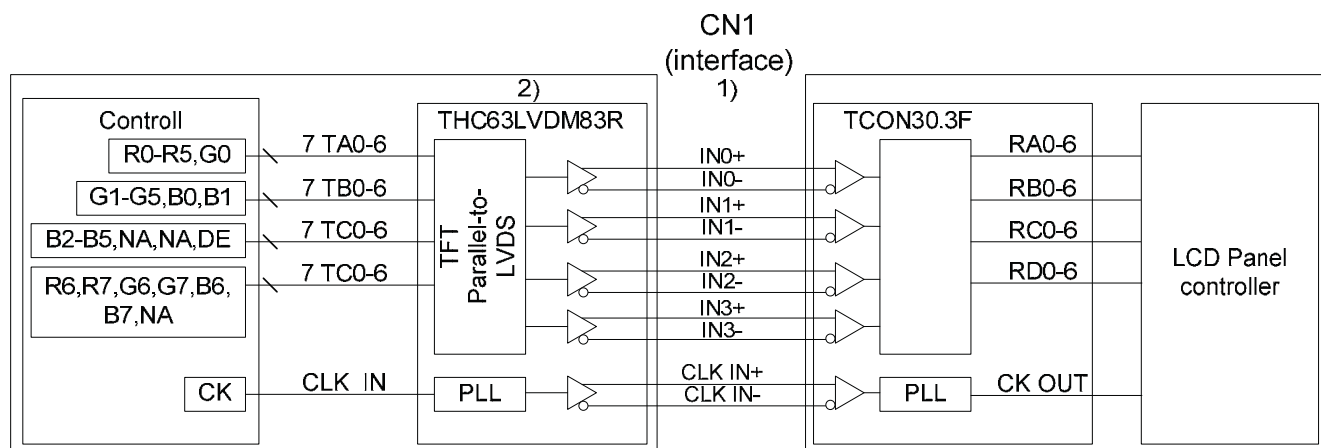 CN1
(interface)
2)
1)
Controll
THC63LVDM83R
TCON30.3F
R0-R5,G0
7 TA0-6
G1-G5,B0,B1
7 TB0-6
B2-B5,NA,NA,DE
7 TC0-6
R6,R7,G6,G7,B6,
B7,NA
7 TC0-6
TFT
Parallel-to-
LVDS
IN0+
IN0-
IN1+
IN1-
IN2+
IN2-
IN3+
IN3-
RA0-6
RB0-6
RC0-6
RD0-6
LCD Panel
controller
CK
CLK IN
PLL
CLK IN+
CLK IN-
PLL
CK OUT